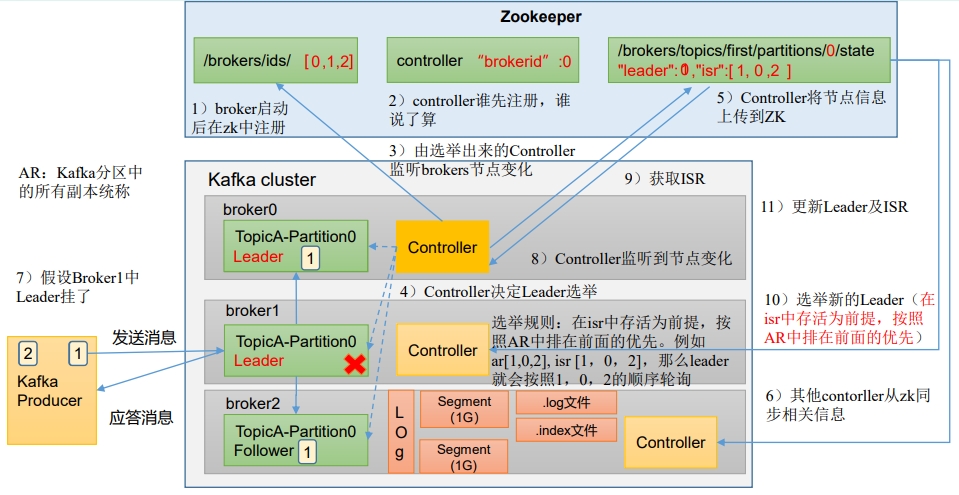 Zookeeper
/brokers/ids/ [0,1,2]
controller “brokerid”:0
/brokers/topics/first/partitions/0/state
"leader": ,"isr":[ 1, 0 ,2 ]
1）broker启动
后在zk中注册
2）controller谁先注册，谁
说了算
5）Controller将节点信息
上传到ZK
3）由选举出来的Controller
监听brokers节点变化
AR：Kafka分区中
的所有副本统称
Kafka cluster
9）获取ISR
11）更新Leader及ISR
broker0
TopicA-Partition0
Leader
1
Controller
8）Controller监听到节点变化
7）假设Broker1中
Leader挂了
4）Controller决定Leader选举
10）选举新的Leader（在
isr中存活为前提，按照
AR中排在前面的优先）
broker1
TopicA-Partition0
Leader
Controller
选举规则：在isr中存活为前提，按
照AR中排在前面的优先。例如
ar[1,0,2], isr [1，0，2]，那么leader
就会按照1，0，2的顺序轮询
发送消息
2
1
Kafka
Producer
应答消息
6）其他contorller从zk同
步相关信息
broker2
TopicA-Partition0
Follower
1
LOg
Segment
(1G)
Segment
(1G)
.log文件
.index文件
Controller